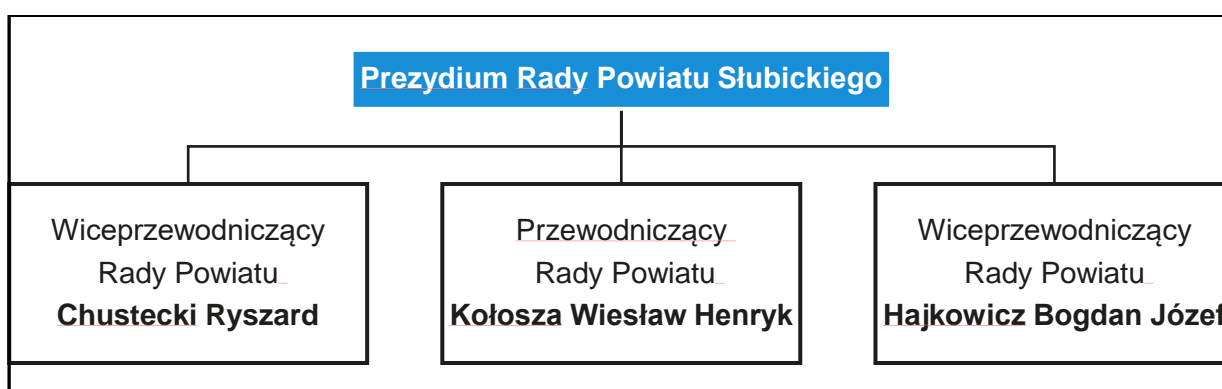 Prezydium Rady Powiatu Słubickiego
Wiceprzewodniczący
Rady Powiatu
Chustecki Ryszard
Przewodniczący
Rady Powiatu
Kołosza Wiesław Henryk
Wiceprzewodniczący
Rady Powiatu
Hajkowicz Bogdan Józef